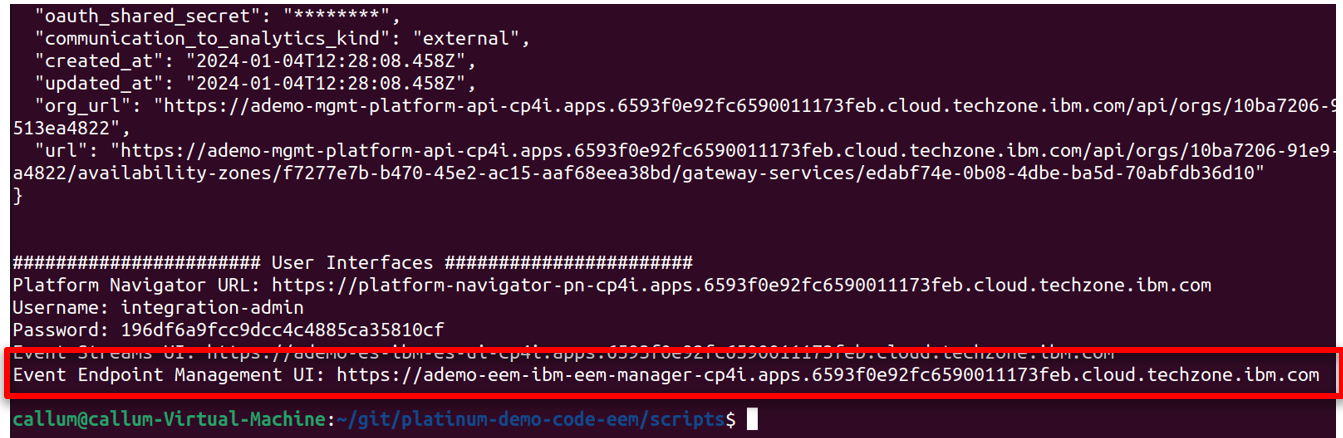 "oauth_shared_secret": "********",
"communication_to_analytics_kind": "external",
"created_at": "2024-01-04T12:28:08.458Z",
"updated_at": "2024-01-04T12:28:08.458Z",
"org_url": "https://ademo-mgmt-platform-api-cp4i.apps.6593f0e92fc6590011173feb.cloud.techzone.ibm.com/api/orgs/10ba7206-9
513ea4822",
"url": "https://ademo-mgmt-platform-api-cp4i.apps.6593f0e92fc6590011173feb.cloud.techzone.ibm.com/api/orgs/10ba7206-91e9-
a4822/availability-zones/f7277e7b-b470-45e2-ac15-aaf68eea38bd/gateway-services/edabf74e-0b08-4dbe-ba5d-70abfdb36d10"
}
####################### User Interfaces #######################
Platform Navigator URL: https://platform-navigator-pn-cp4i.apps.6593f0e92fc6590011173feb.cloud.techzone.ibm.com
Username: integration-admin
Password: 196df6a9fcc9dcc4c4885ca35810cf
Event Streams UI: https://ademo-es-ibm-es-ui-cp4i.apps.6593f0e92fc6590011173feb.cloud.techzone.ibm.com
Event Endpoint Management UI: https://ademo-eem-ibm-eem-manager-cp4i.apps.6593f0e92fc6590011173feb.cloud.techzone.ibm.com
callum@callum-Virtual-Machine:~/git/platinum-demo-code-eem/scripts$